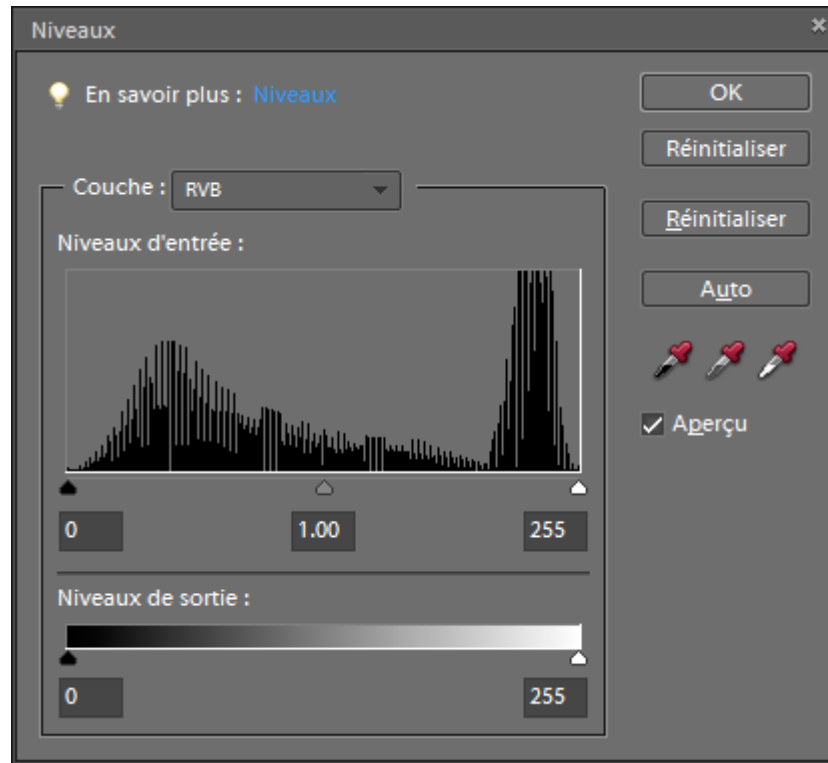 Niveaux
En savoir plus : Niveaux
OK
Réinitialiser
Couche : RVB
Réinitialiser
Niveaux d'entrée :
Auto
Aperçu
0 1.00 255
Niveaux de sortie :
0 255